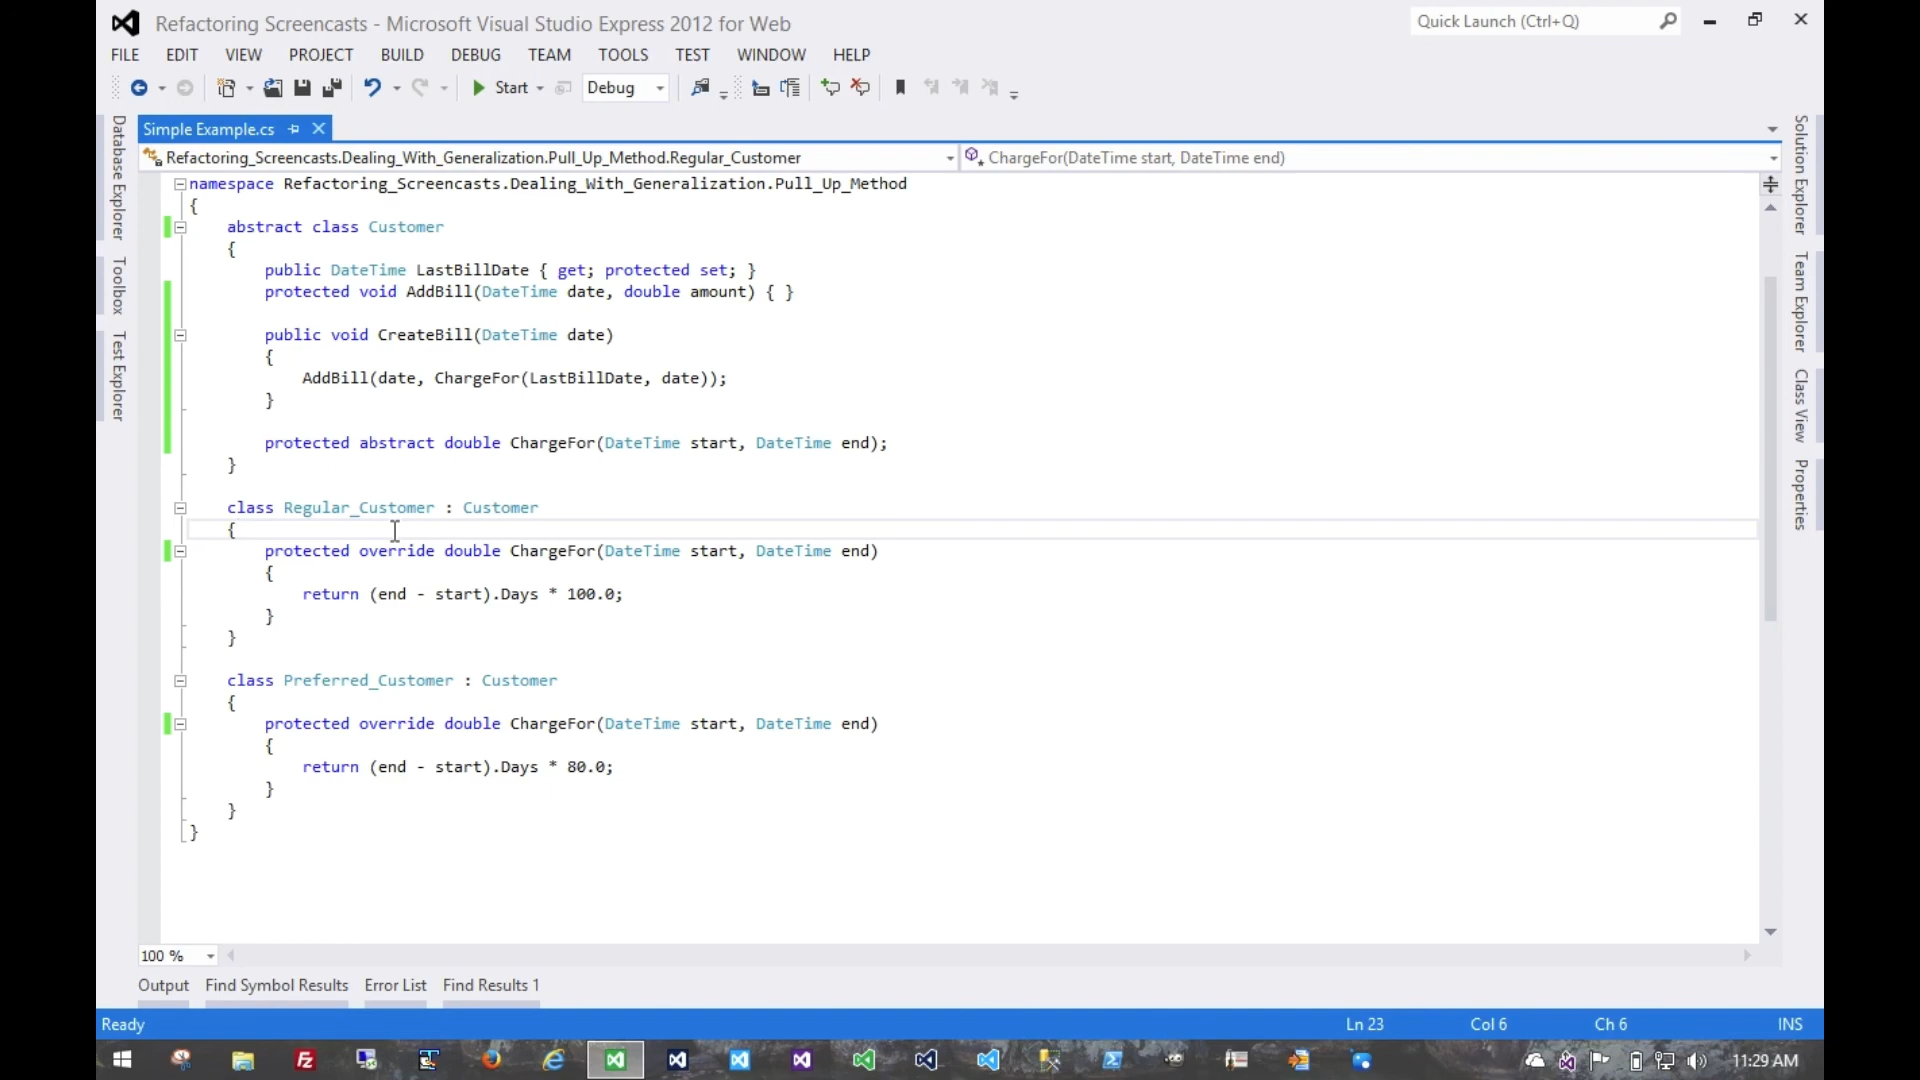 Refactoring Screencasts - Microsoft Visual Studio Express 2012 for Web
Quick Launch (Ctrl+Q)
FILE EDIT VIEW PROJECT BUILD DEBUG TEAM TOOLS TEST WINDOW HELP
Start Debug
Simple Example.cs
Refactoring_Screencasts.Dealing_With_Generalization.Pull_Up_Method.Regular_Customer
ChargeFor(DateTime start, DateTime end)
Database Explorer
Toolbox
Test Explorer
namespace Refactoring_Screencasts.Dealing_With_Generalization.Pull_Up_Method
{
abstract class Customer
{
public DateTime LastBillDate { get; protected set; }
protected void AddBill(DateTime date, double amount) { }
public void CreateBill(DateTime date)
{
AddBill(date, ChargeFor(LastBillDate, date));
}
protected abstract double ChargeFor(DateTime start, DateTime end);
}
class Regular_Customer : Customer
{
protected override double ChargeFor(DateTime start, DateTime end)
{
return (end - start).Days * 100.0;
}
}
class Preferred_Customer : Customer
{
protected override double ChargeFor(DateTime start, DateTime end)
{
return (end - start).Days * 80.0;
}
}
}
Solution Explorer
Team Explorer
Class View
Properties
100 %
Output Find Symbol Results Error List Find Results 1
Ready Ln 23 Col 6 Ch 6 INS
11:29 AM